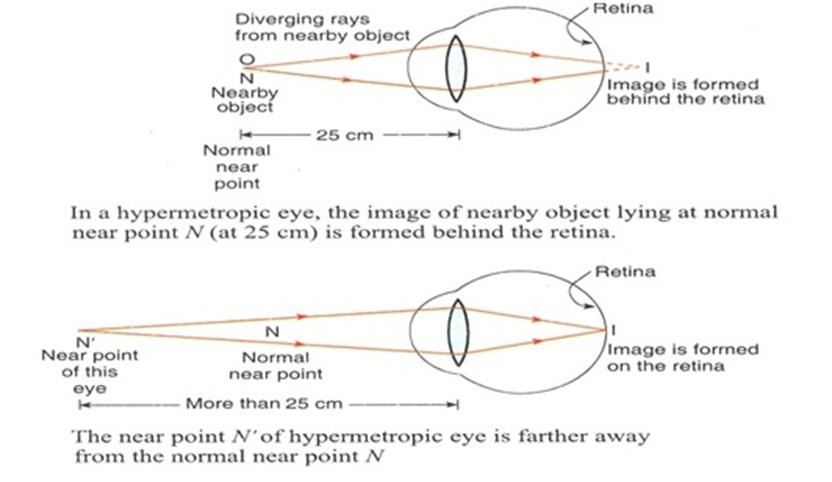 Retina
Diverging rays
from nearby object
O
N
Nearby
object
I
Image is formed
behind the retina
25 cm
Normal
near
point
In a hypermetropic eye, the image of nearby object lying at normal
near point N (at 25 cm) is formed behind the retina.
Retina
N'
Near point
of this
eye
N
Normal
near point
I
Image is formed
on the retina
More than 25 cm
The near point N' of hypermetropic eye is farther away
from the normal near point N